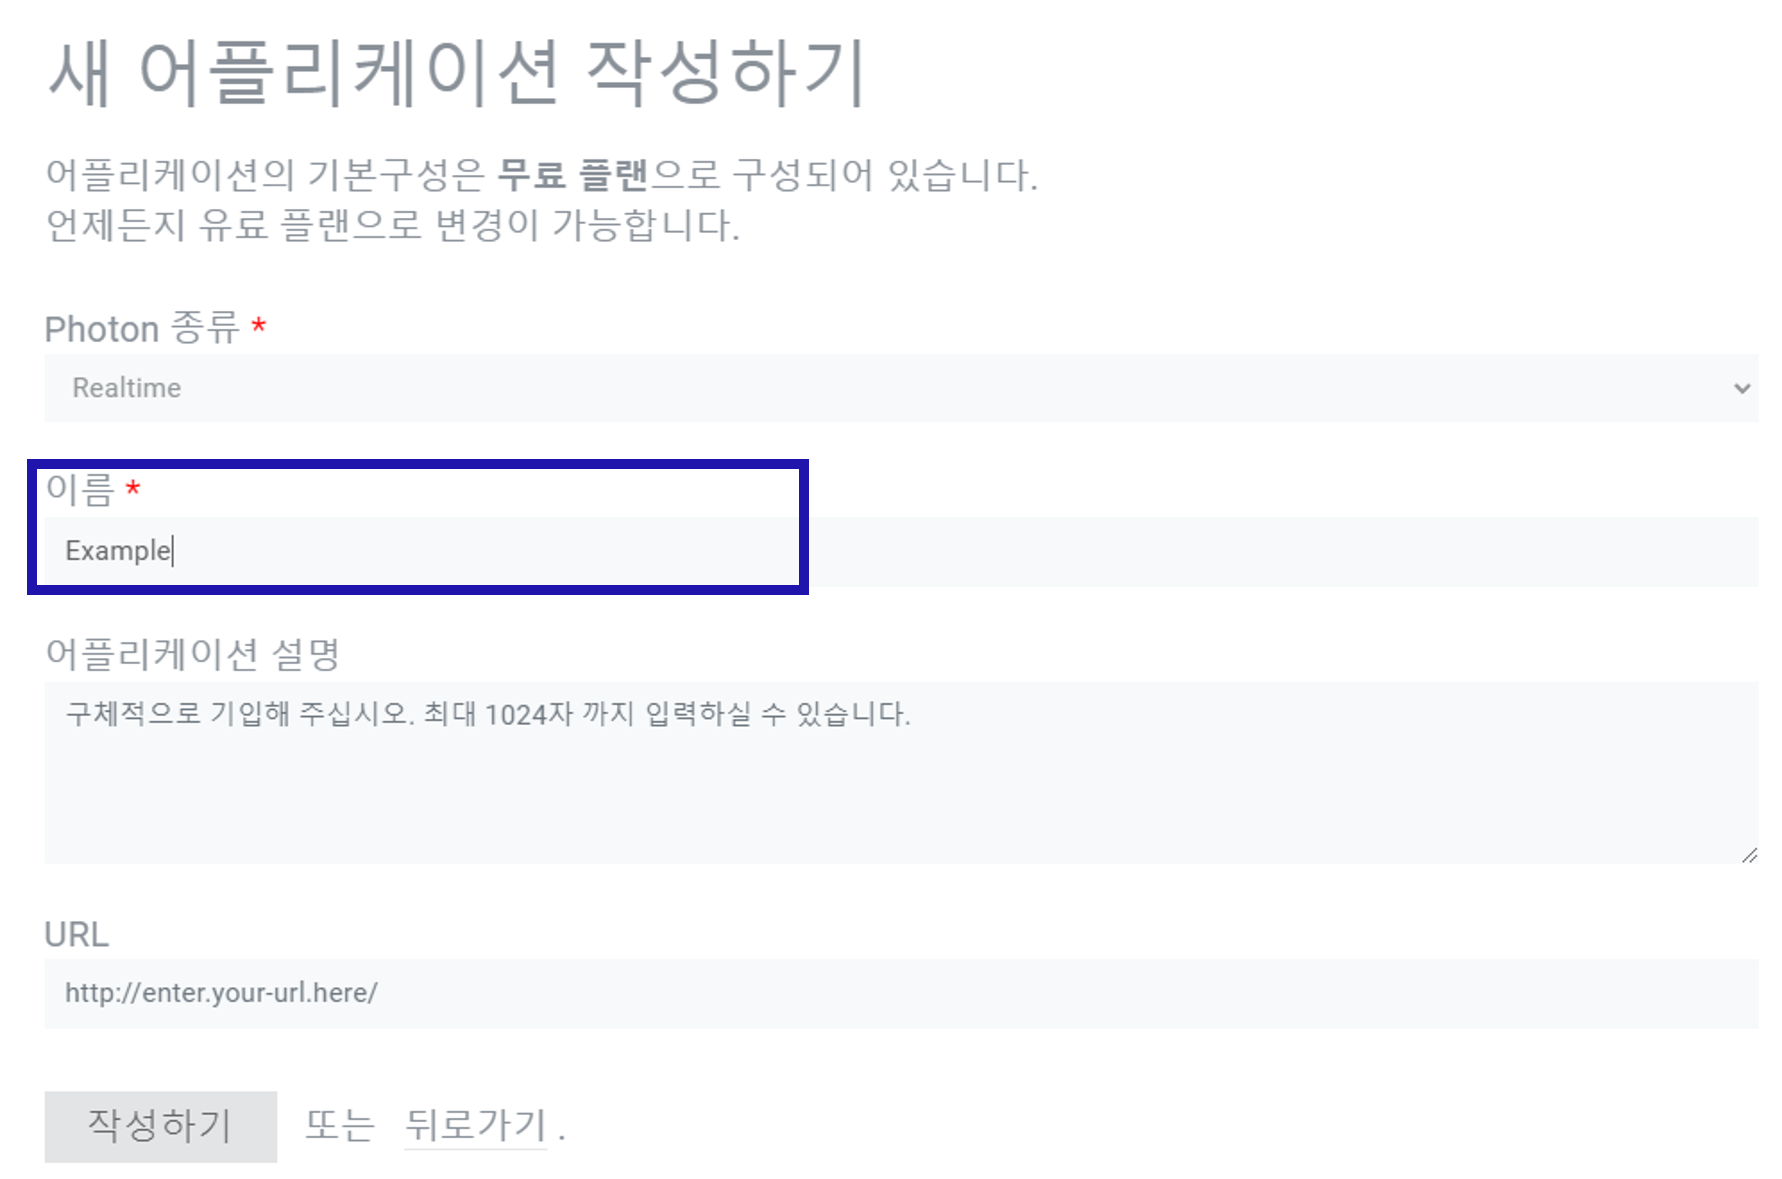 새 어플리케이션 작성하기
어플리케이션의 기본구성은 무료 플랜으로 구성되어 있습니다.
언제든지 유료 플랜으로 변경이 가능합니다.
Photon 종류 *
Realtime
이름 *
Example
어플리케이션 설명
구체적으로 기입해 주십시오. 최대 1024자 까지 입력하실 수 있습니다.
URL
http://enter.your-url.here/
작성하기 또는 뒤로가기 .